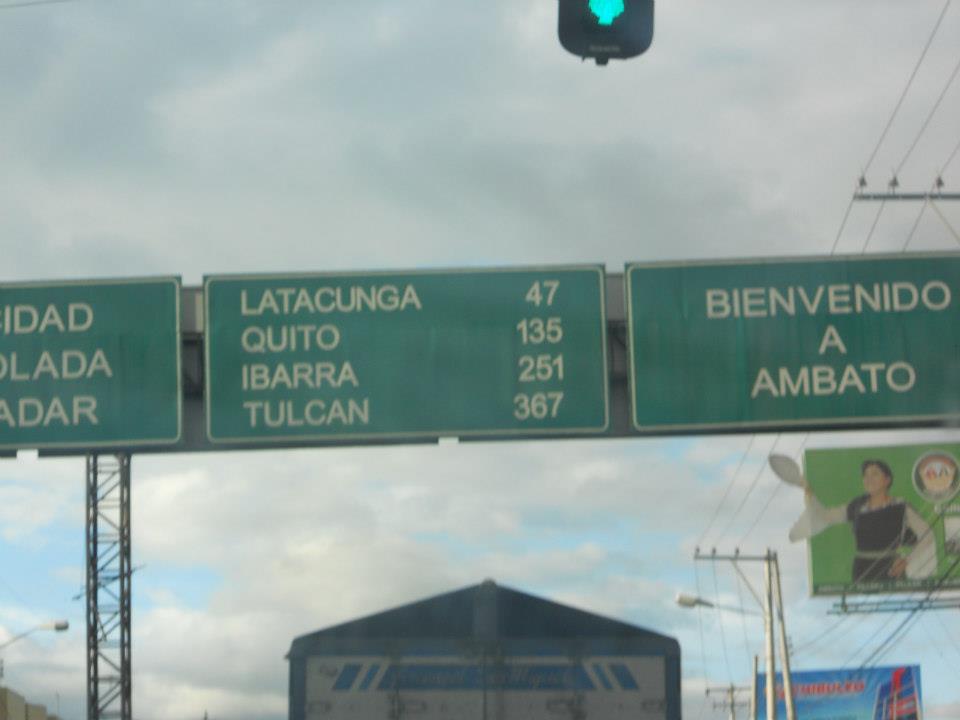 CIDAD
OLADA
ADAR
LATACUNGA 47
QUITO 135
IBARRA 251
TULCAN 367
BIENVENIDO
A
AMBATO